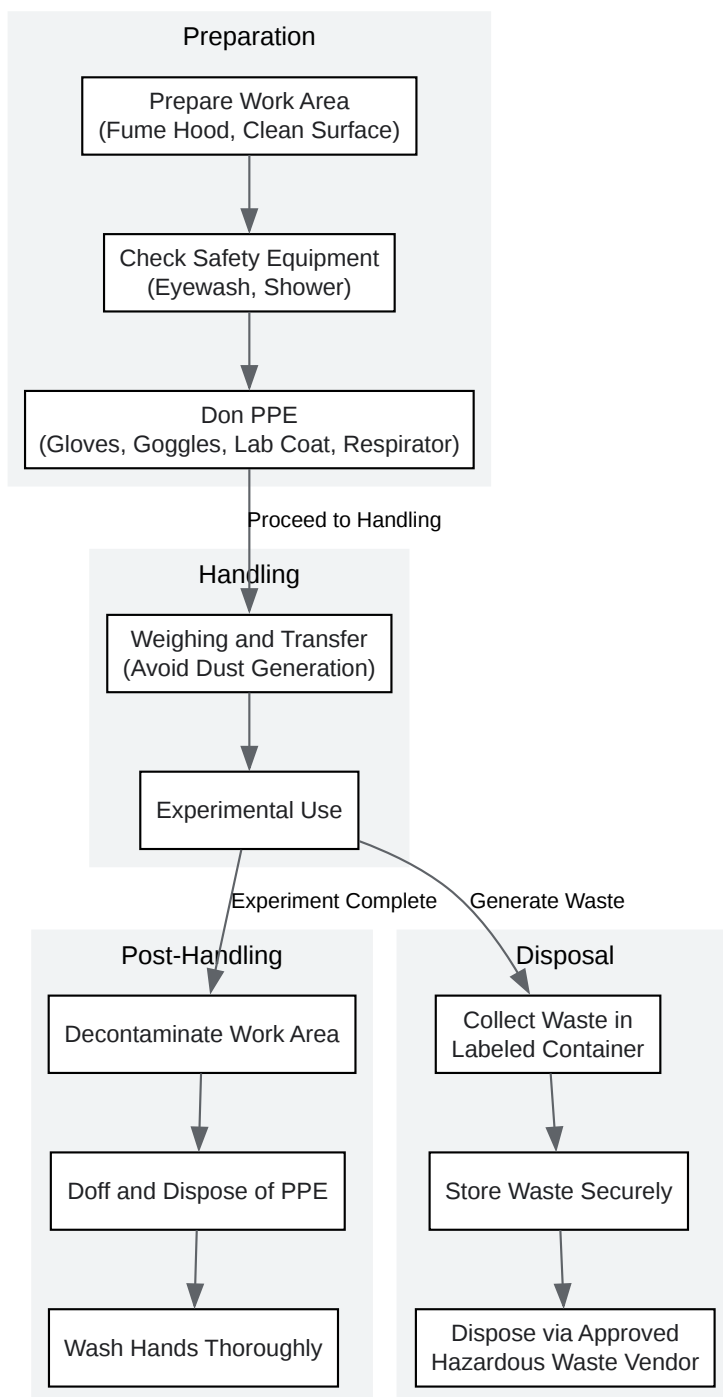 Preparation
Prepare Work Area
(Fume Hood, Clean Surface)
Check Safety Equipment
(Eyewash, Shower)
Don PPE
(Gloves, Goggles, Lab Coat, Respirator)
Proceed to Handling
Handling
Weighing and Transfer
(Avoid Dust Generation)
Experimental Use
Experiment Complete
Generate Waste
Post-Handling
Decontaminate Work Area
Doff and Dispose of PPE
Wash Hands Thoroughly
Disposal
Collect Waste in
Labeled Container
Store Waste Securely
Dispose via Approved
Hazardous Waste Vendor